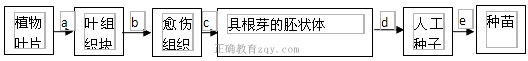 植物 a 叶组 b 愈伤 c 具根芽的胚状体 d 人工 e 种苗
叶片 织块 组织 种子
正确教育zqy.com